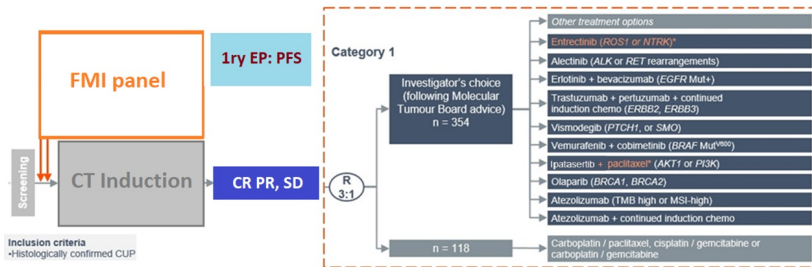 FMI panel
1ry EP: PFS
Screening
CT Induction
CR PR, SD
Inclusion criteria
•Histologically confirmed CUP
Category 1
R
3:1
Investigator's choice
(following Molecular
Tumour Board advice)
n = 354
n = 118
Other treatment options
Entrectinib (ROS1 or NTRK)*
Alectinib (ALK or RET rearrangements)
Erlotinib + bevacizumab (EGFR Mut+)
Trastuzumab + pertuzumab + continued
induction chemo (ERBB2, ERBB3)
Vismodegib (PTCH1, or SMO)
Vemurafenib + cobimetinib (BRAF Mutⱽ⁶⁰⁰)
Ipatasertib + paclitaxel* (AKT1 or PI3K)
Olaparib (BRCA1, BRCA2)
Atezolizumab (TMB high or MSI-high)
Atezolizumab + continued induction chemo
Carboplatin / paclitaxel, cisplatin / gemcitabine or
carboplatin / gemcitabine